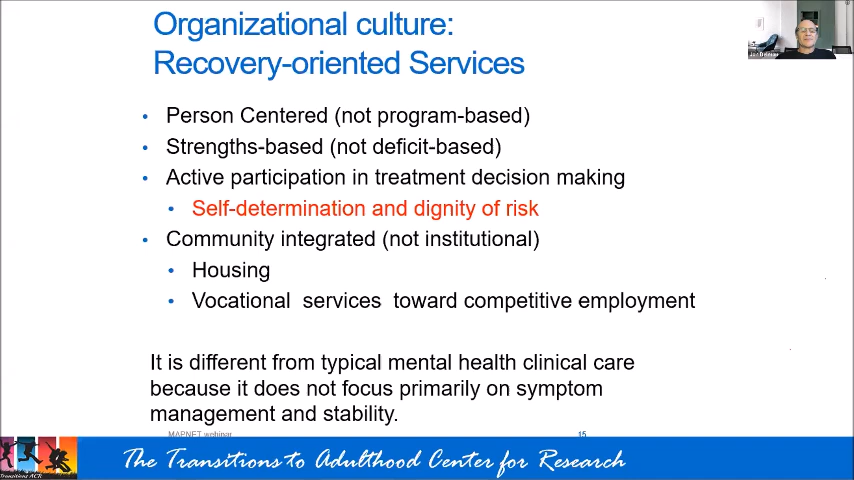 Organizational culture:
Recovery-oriented Services
• Person Centered (not program-based)
• Strengths-based (not deficit-based)
• Active participation in treatment decision making
• Self-determination and dignity of risk
• Community integrated (not institutional)
• Housing
• Vocational services toward competitive employment
It is different from typical mental health clinical care
because it does not focus primarily on symptom
management and stability.
MAPNET webinar
15
Transitions ACR
The Transitions to Adulthood Center for Research